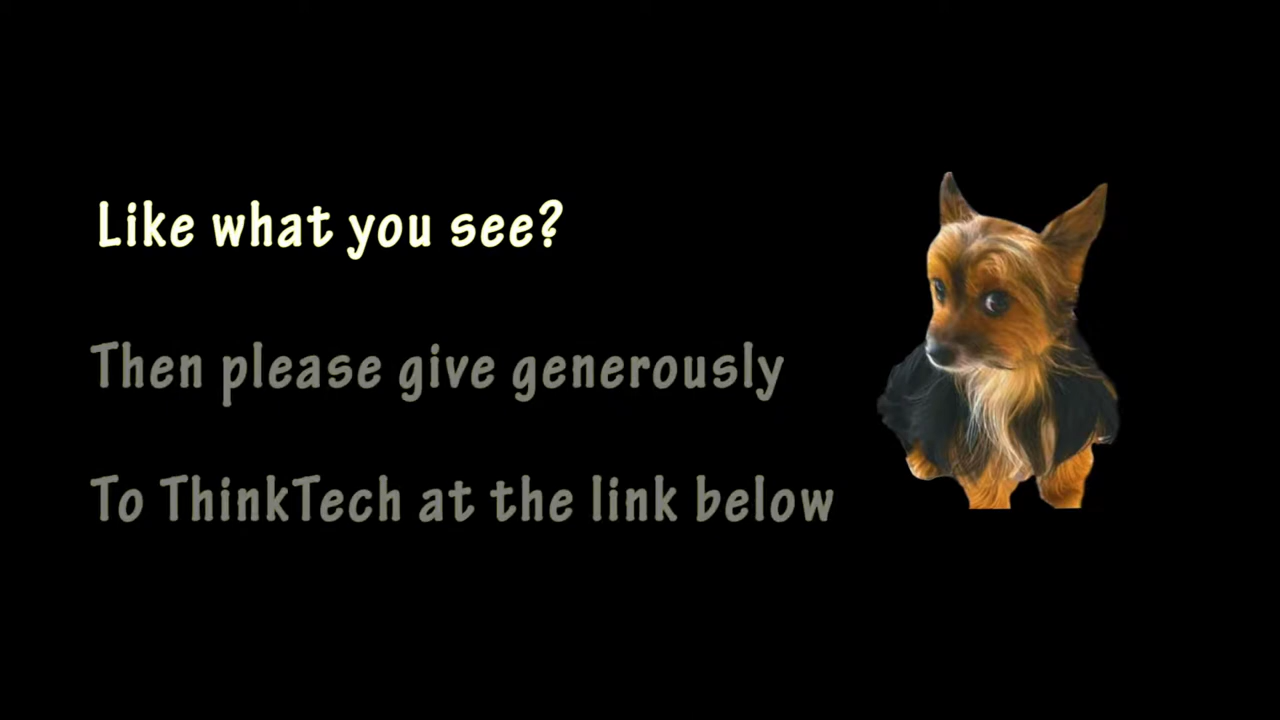 Like what you see?
Then please give generously
To ThinkTech at the link below